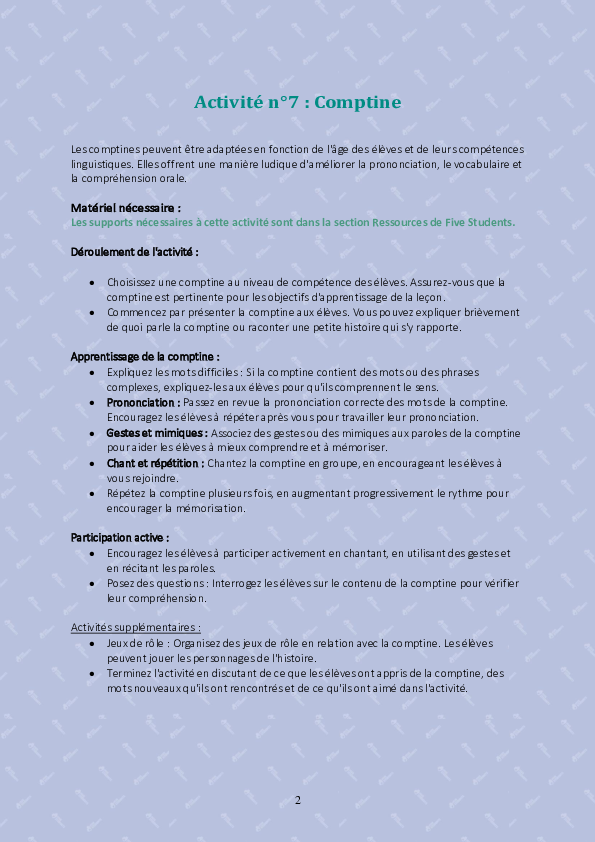 Activité n°7 : Comptine
Les comptines peuvent être adaptées en fonction de l'âge des élèves et de leurs compétences
linguistiques. Elles offrent une manière ludique d'améliorer la prononciation, le vocabulaire et
la compréhension orale.
Matériel nécessaire :
Les supports nécessaires à cette activité sont dans la section Ressources de Five Students.
Déroulement de l'activité :
• Choisissez une comptine au niveau de compétence des élèves. Assurez-vous que la
comptine est pertinente pour les objectifs d'apprentissage de la leçon.
• Commencez par présenter la comptine aux élèves. Vous pouvez expliquer brièvement
de quoi parle la comptine ou raconter une petite histoire qui s'y rapporte.
Apprentissage de la comptine :
• Expliquez les mots difficiles : Si la comptine contient des mots ou des phrases
complexes, expliquez-les aux élèves pour qu'ils comprennent le sens.
• Prononciation : Passez en revue la prononciation correcte des mots de la comptine.
Encouragez les élèves à répéter après vous pour travailler leur prononciation.
• Gestes et mimiques : Associez des gestes ou des mimiques aux paroles de la comptine
pour aider les élèves à mieux comprendre et à mémoriser.
• Chant et répétition : Chantez la comptine en groupe, en encourageant les élèves à
vous rejoindre.
• Répétez la comptine plusieurs fois, en augmentant progressivement le rythme pour
encourager la mémorisation.
Participation active :
• Encouragez les élèves à participer activement en chantant, en utilisant des gestes et
en récitant les paroles.
• Posez des questions : Interrogez les élèves sur le contenu de la comptine pour vérifier
leur compréhension.
Activités supplémentaires :
• Jeux de rôle : Organisez des jeux de rôle en relation avec la comptine. Les élèves
peuvent jouer les personnages de l'histoire.
• Terminez l'activité en discutant de ce que les élèves ont appris de la comptine, des
mots nouveaux qu'ils ont rencontrés et de ce qu'ils ont aimé dans l'activité.
2